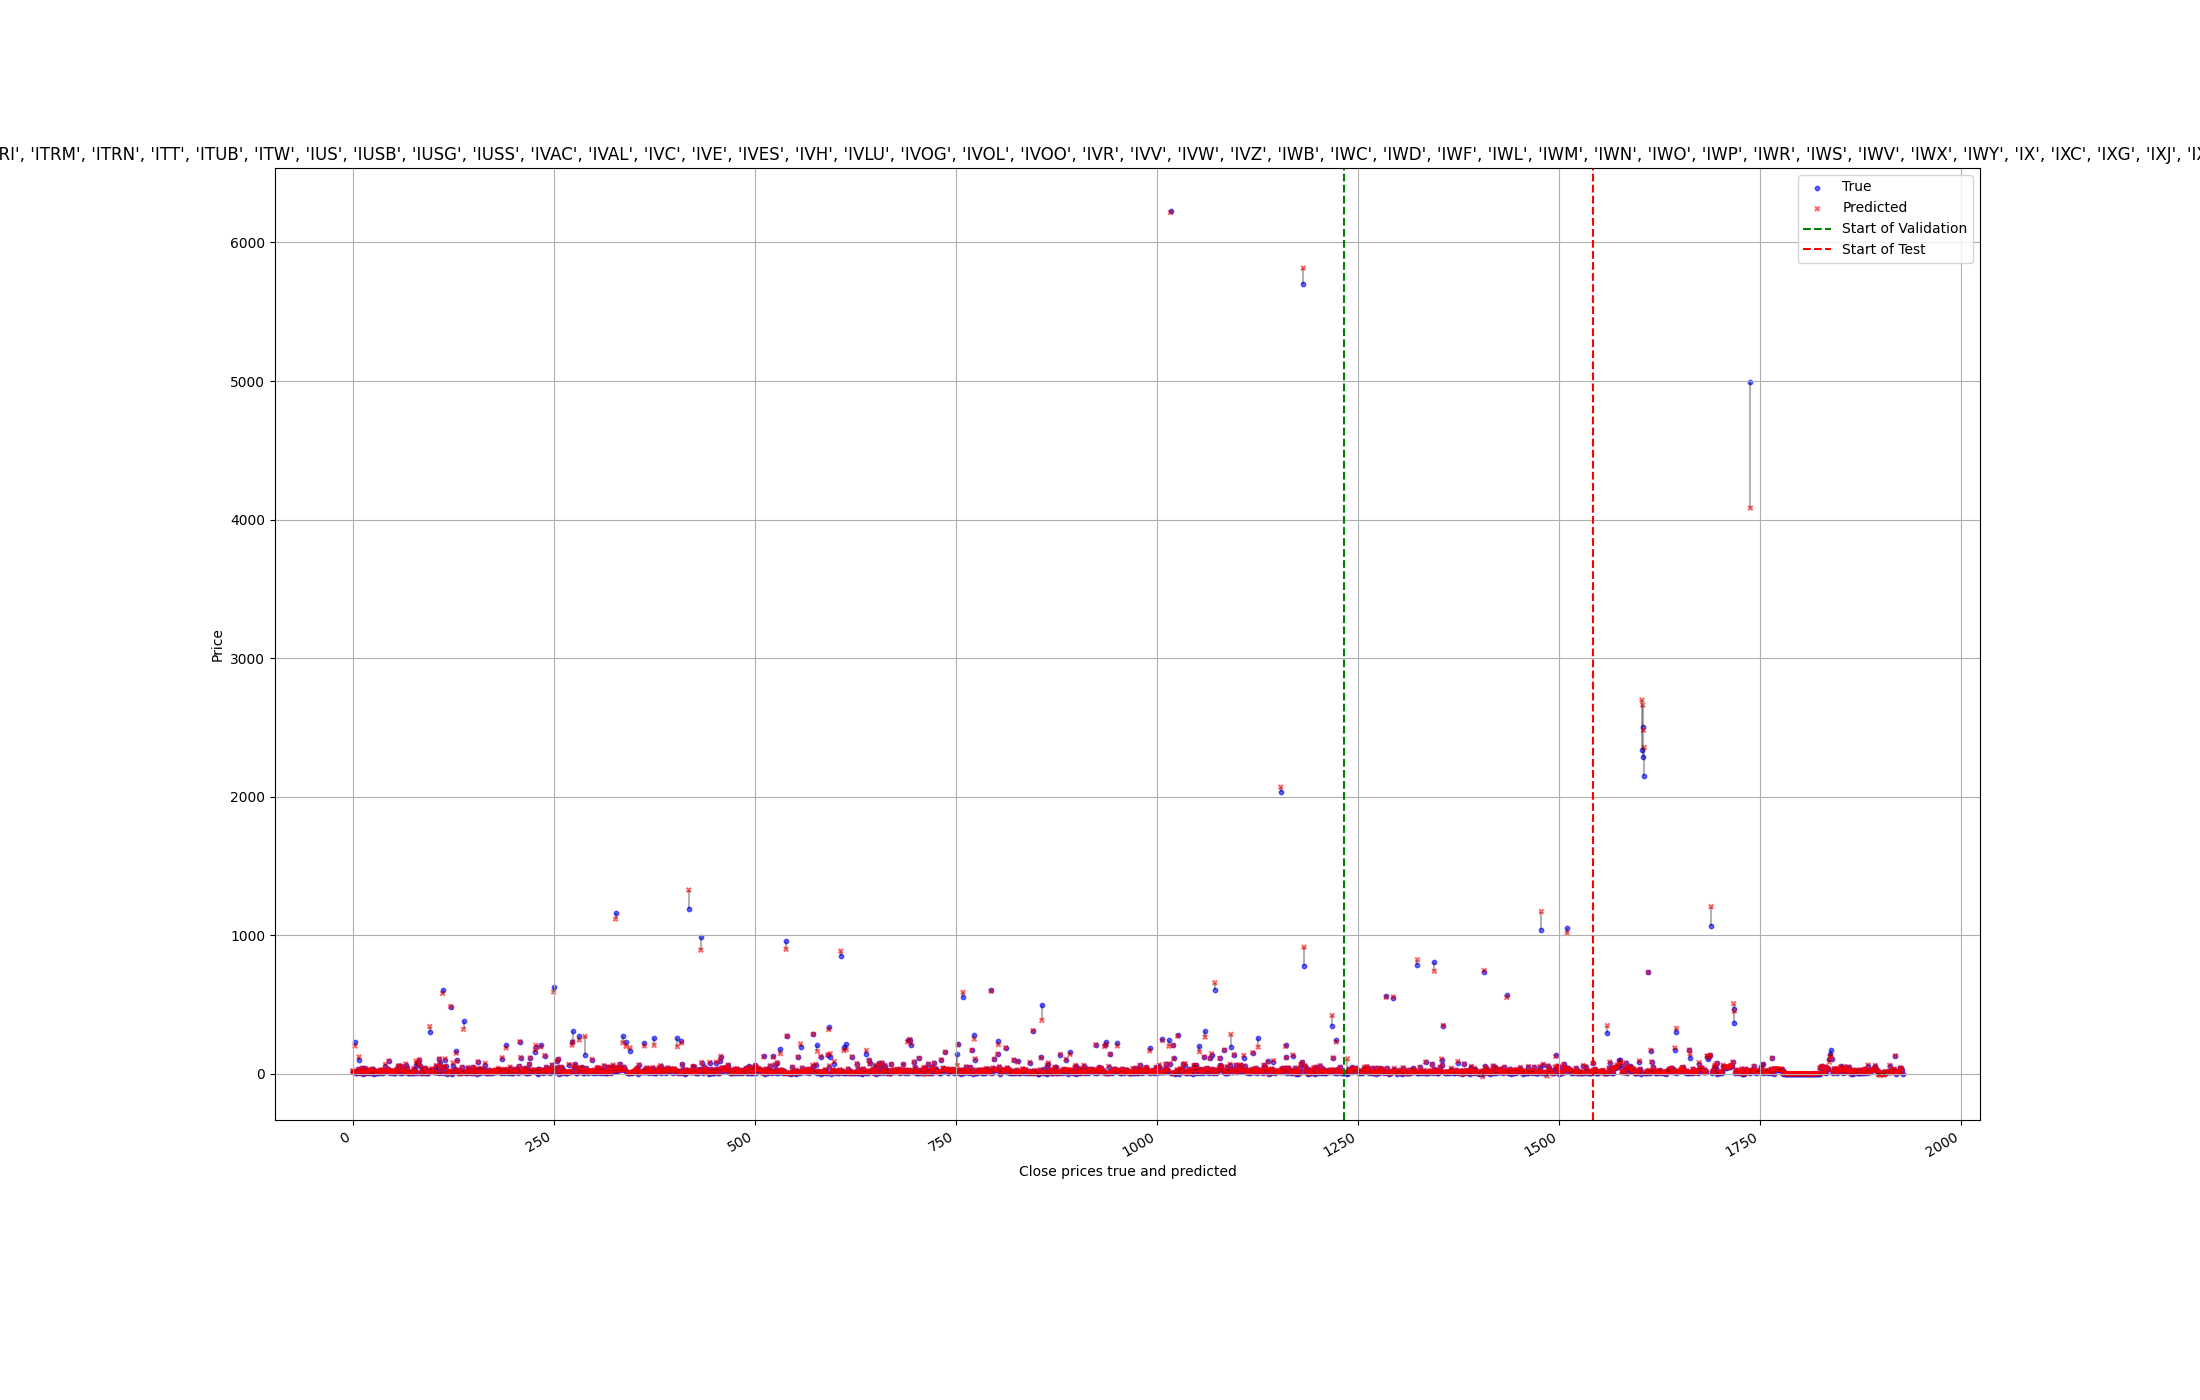 RI', 'ITRM', 'ITRN', 'ITT', 'ITUB', 'ITW', 'IUS', 'IUSB', 'IUSG', 'IUSS', 'IVAC', 'IVAL', 'IVC', 'IVE', 'IVES', 'IVH', 'IVLU', 'IVOG', 'IVOL', 'IVOO', 'IVR', 'IVV', 'IVW', 'IVZ', 'IWB', 'IWC', 'IWD', 'IWF', 'IWL', 'IWM', 'IWN', 'IWO', 'IWP', 'IWR', 'IWS', 'IWV', 'IWX', 'IWY', 'IX', 'IXC', 'IXG', 'IXJ', 'IX
True
Predicted
Start of Validation
Start of Test
6000
5000
4000
3000
2000
1000
0
Price
0 250 500 750 1000 1250 1500 1750 2000
Close prices true and predicted